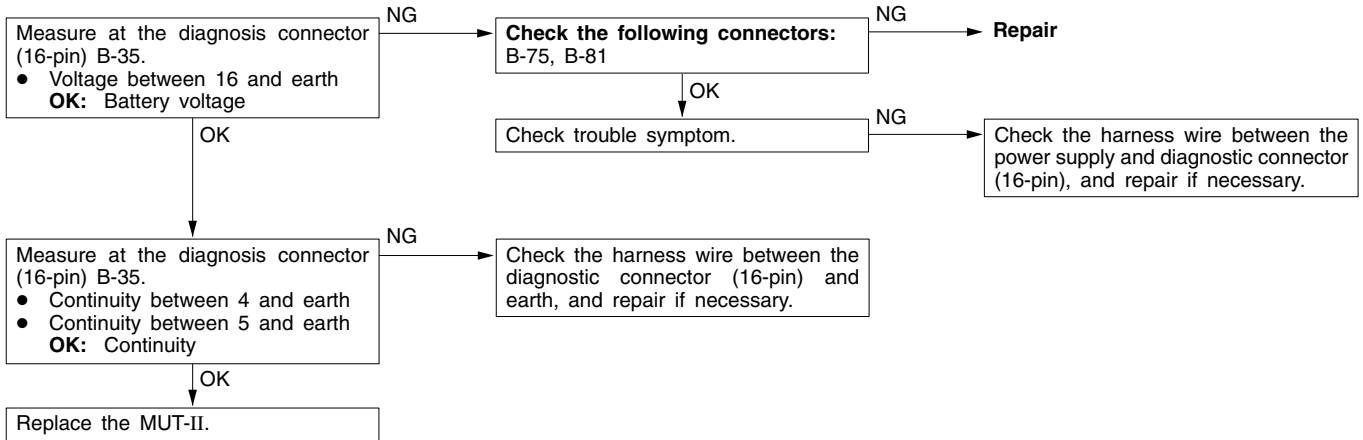 Measure at the diagnosis connector
(16-pin) B-35.
● Voltage between 16 and earth
OK: Battery voltage
NG
Check the following connectors:
B-75, B-81
NG
Repair
OK
Check trouble symptom.
NG
Check the harness wire between the
power supply and diagnostic connector
(16-pin), and repair if necessary.
OK
Measure at the diagnosis connector
(16-pin) B-35.
● Continuity between 4 and earth
● Continuity between 5 and earth
OK: Continuity
NG
Check the harness wire between the
diagnostic connector (16-pin) and
earth, and repair if necessary.
OK
Replace the MUT-II.